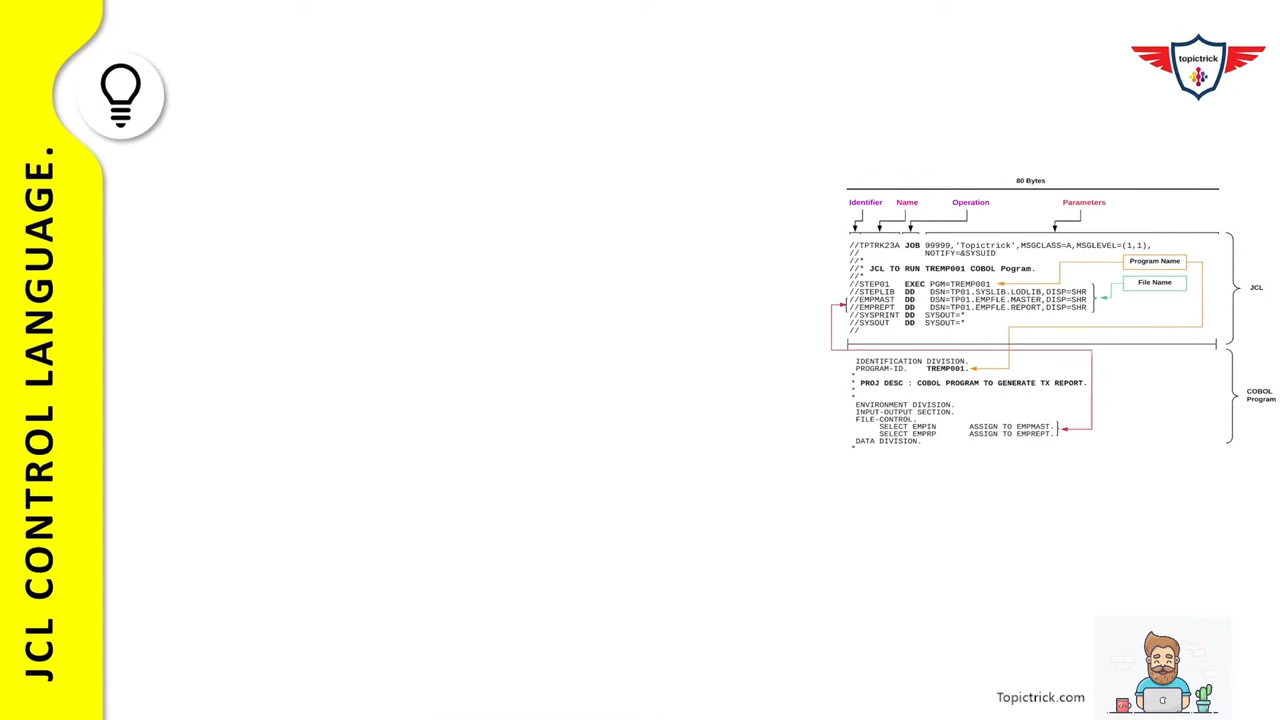 JCL CONTROL LANGUAGE.
topictrick
80 Bytes
Identifier Name Operation Parameters
//TPTRK23A JOB 99999,'Topictrick',MSGCLASS=A,MSGLEVEL=(1,1),
// NOTIFY=&SYSUID
//*
//* JCL TO RUN TREMP001 COBOL Pogram.
//*
//STEP01 EXEC PGM=TREMP001
//STEPLIB DD DSN=TP01.SYSLIB.LODLIB,DISP=SHR
//EMPMAST DD DSN=TP01.EMPFLE.MASTER,DISP=SHR
//EMPREPT DD DSN=TP01.EMPFLE.REPORT,DISP=SHR
//SYSPRINT DD SYSOUT=*
//SYSOUT DD SYSOUT=*
//
Program Name
File Name
JCL
IDENTIFICATION DIVISION.
PROGRAM-ID. TREMP001.
*
* PROJ DESC : COBOL PROGRAM TO GENERATE TX REPORT.
*
*
ENVIRONMENT DIVISION.
INPUT-OUTPUT SECTION.
FILE-CONTROL.
SELECT EMPIN ASSIGN TO EMPMAST.
SELECT EMPRP ASSIGN TO EMPREPT.
DATA DIVISION.
*
COBOL
Program
Topictrick.com